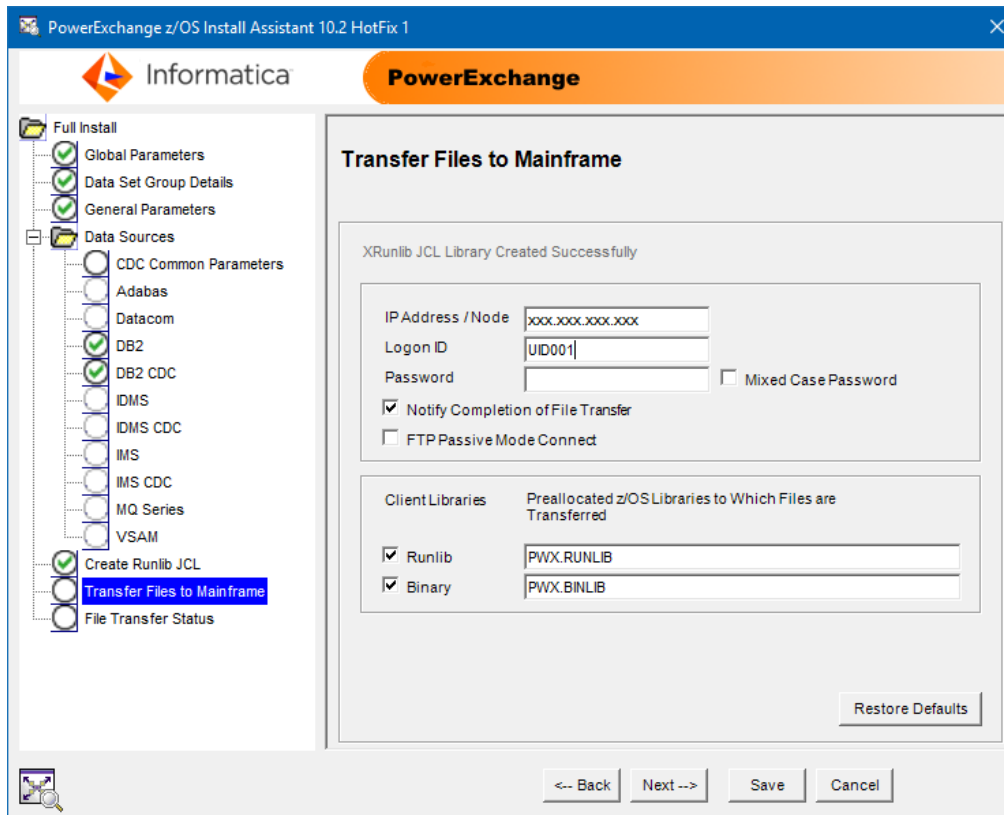 PowerExchange z/OS Install Assistant 10.2 HotFix 1
Informatica
PowerExchange
Full Install
Global Parameters
Data Set Group Details
General Parameters
Data Sources
CDC Common Parameters
Adabas
Datacom
DB2
DB2 CDC
IDMS
IDMS CDC
IMS
IMS CDC
MQ Series
VSAM
Create Runlib JCL
Transfer Files to Mainframe
File Transfer Status
Transfer Files to Mainframe
XRunlib JCL Library Created Successfully
IP Address / Node xxx.xxx.xxx.xxx
Logon ID UID001
Password Mixed Case Password
Notify Completion of File Transfer
FTP Passive Mode Connect
Client Libraries Preallocated z/OS Libraries to Which Files are
Transferred
Runlib PWX.RUNLIB
Binary PWX.BINLIB
Restore Defaults
<-- Back Next --> Save Cancel